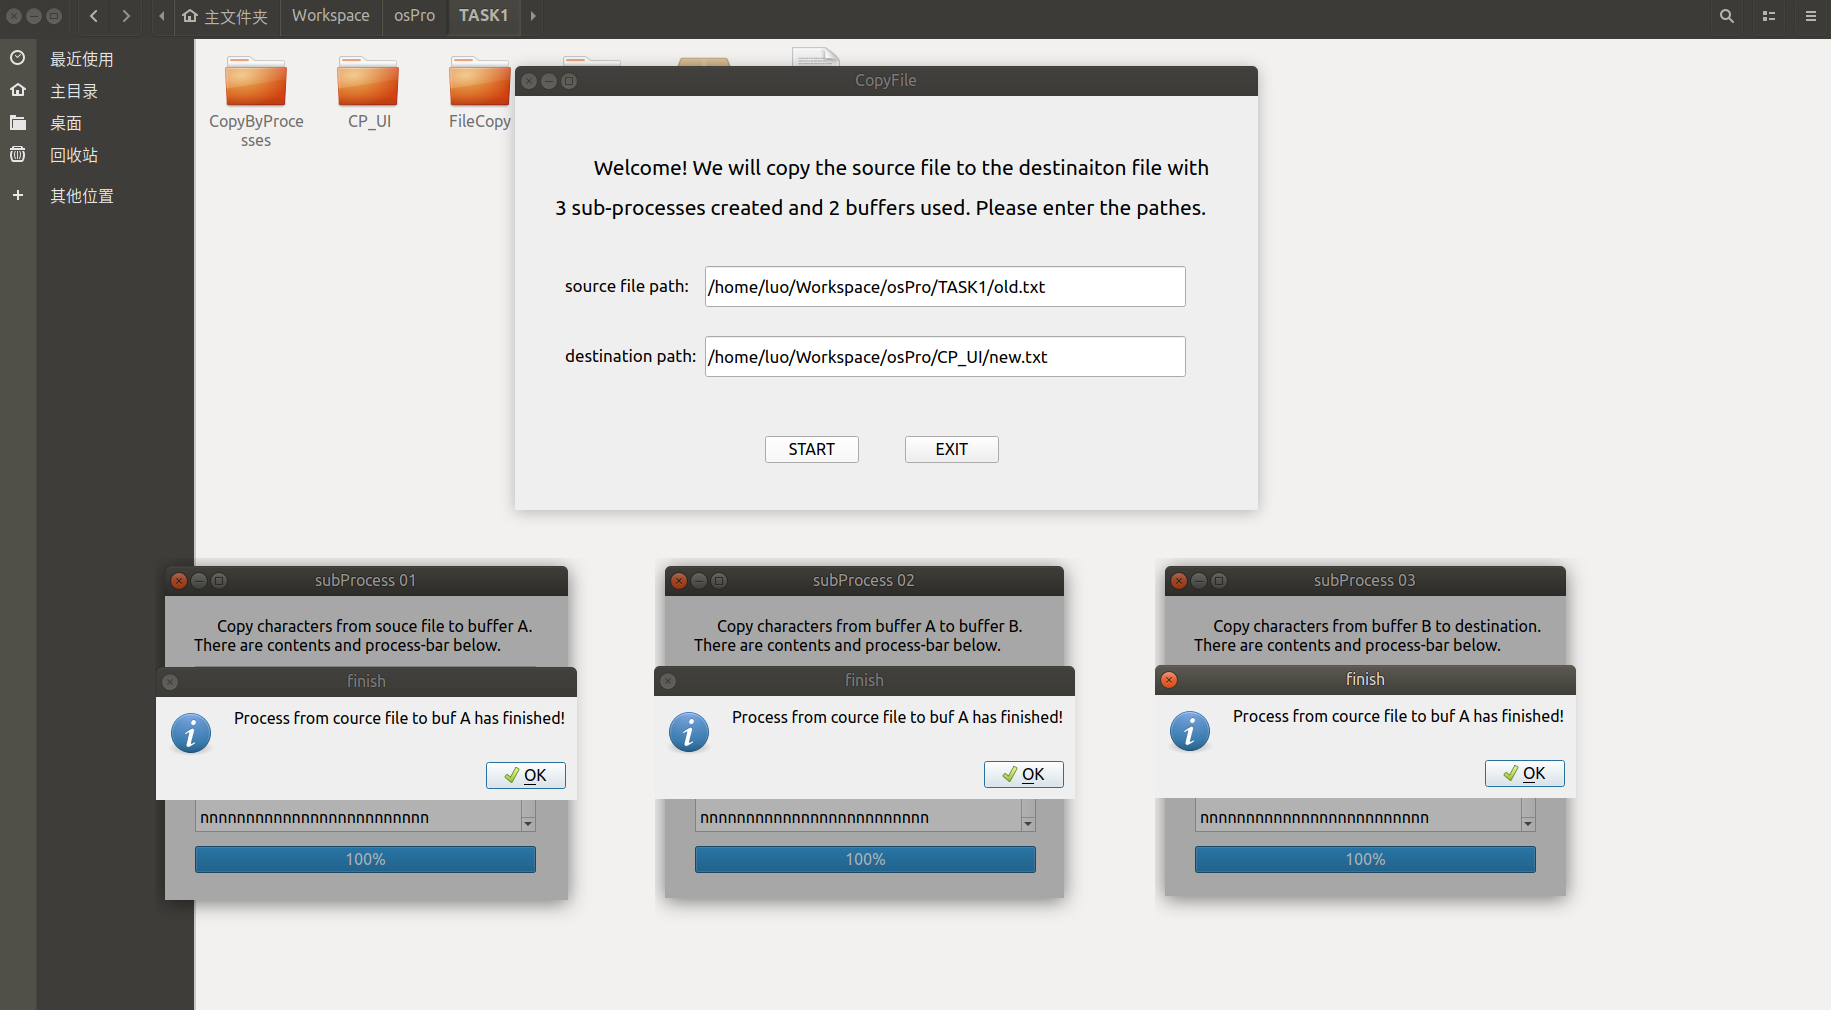 主文件夹
Workspace
osPro
TASK1
最近使用
主目录
桌面
回收站
其他位置
CopyByProce
sses
CP_UI
FileCopy
CopyFile
Welcome! We will copy the source file to the destinaiton file with
3 sub-processes created and 2 buffers used. Please enter the pathes.
source file path:
/home/luo/Workspace/osPro/TASK1/old.txt
destination path:
/home/luo/Workspace/osPro/CP_UI/new.txt
START
EXIT
subProcess 01
Copy characters from souce file to buffer A.
There are contents and process-bar below.
finish
Process from cource file to buf A has finished!
OK
nnnnnnnnnnnnnnnnnnnnnnnnn
100%
subProcess 02
Copy characters from buffer A to buffer B.
There are contents and process-bar below.
finish
Process from cource file to buf A has finished!
OK
nnnnnnnnnnnnnnnnnnnnnnnnn
100%
subProcess 03
Copy characters from buffer B to destination.
There are contents and process-bar below.
finish
Process from cource file to buf A has finished!
OK
nnnnnnnnnnnnnnnnnnnnnnnnn
100%